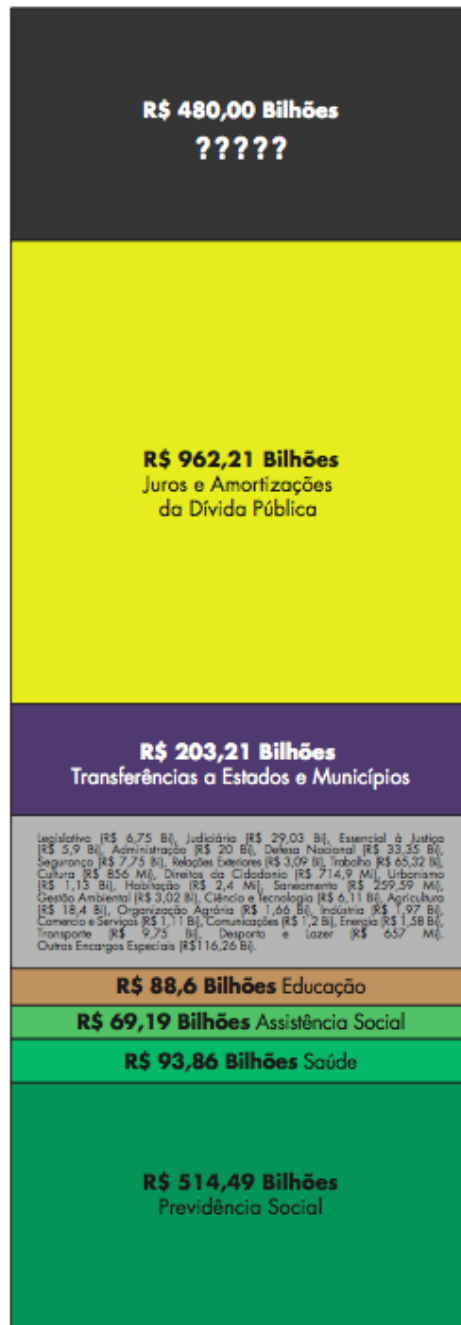 R$ 480,00 Bilhões
?????
R$ 962,21 Bilhões
Juros e Amortizações
da Dívida Pública
R$ 203,21 Bilhões
Transferências a Estados e Municípios
Legislativo (R$ 6,75 Bi), Judiciária (R$ 29,03 Bi), Essencial à Justiça
(R$ 5,9 Bi), Administração (R$ 20 Bi), Defesa Nacional (R$ 33,35 Bi),
Segurança (R$ 7,75 Bi), Relações Exteriores (R$ 3,09 Bi), Trabalho (R$ 65,32 Bi),
Cultura (R$ 856 Mi), Direitos da Cidadania (R$ 714,9 Mi), Urbanismo
(R$ 1,13 Bi), Habitação (R$ 2,4 Mi), Saneamento (R$ 259,59 Mi),
Gestão Ambiental (R$ 3,02 Bi), Ciência e Tecnologia (R$ 6,11 Bi), Agricultura
(R$ 18,4 Bi), Organização Agrária (R$ 1,66 Bi), Indústria (R$ 1,97 Bi),
Comercio e Serviços (R$ 1,11 Bi), Comunicações (R$ 1,2 Bi), Energia (R$ 1,58 Bi),
Transporte (R$ 9,75 Bi), Desporto e Lazer (R$ 657 Mi),
Outros Encargos Especiais (R$116,26 Bi).
R$ 88,6 Bilhões Educação
R$ 69,19 Bilhões Assistência Social
R$ 93,86 Bilhões Saúde
R$ 514,49 Bilhões
Previdência Social